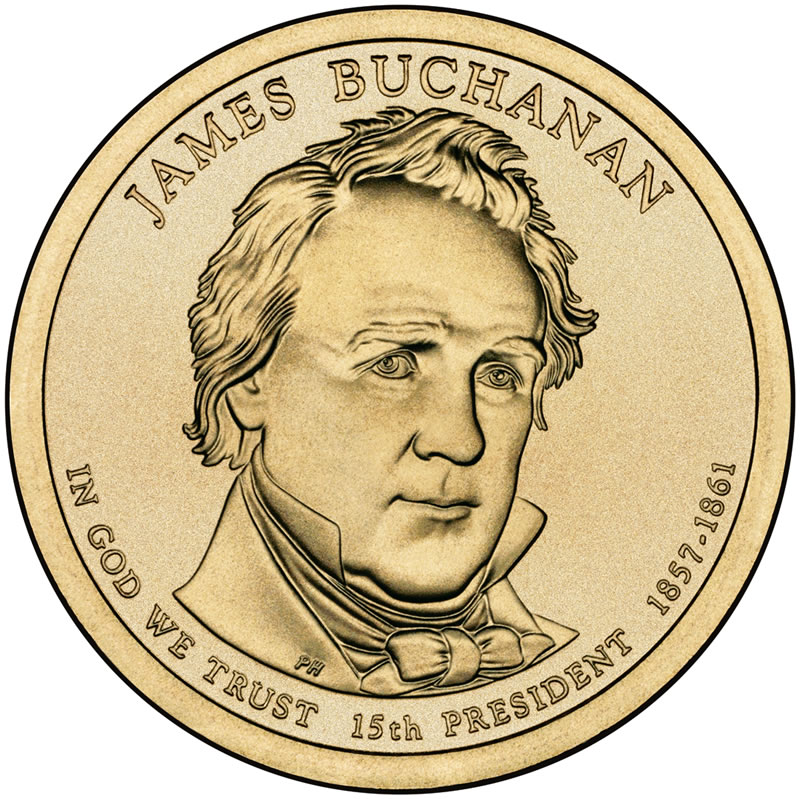 JAMES BUCHANAN
IN GOD WE TRUST 15th PRESIDENT 1857-1861
PH